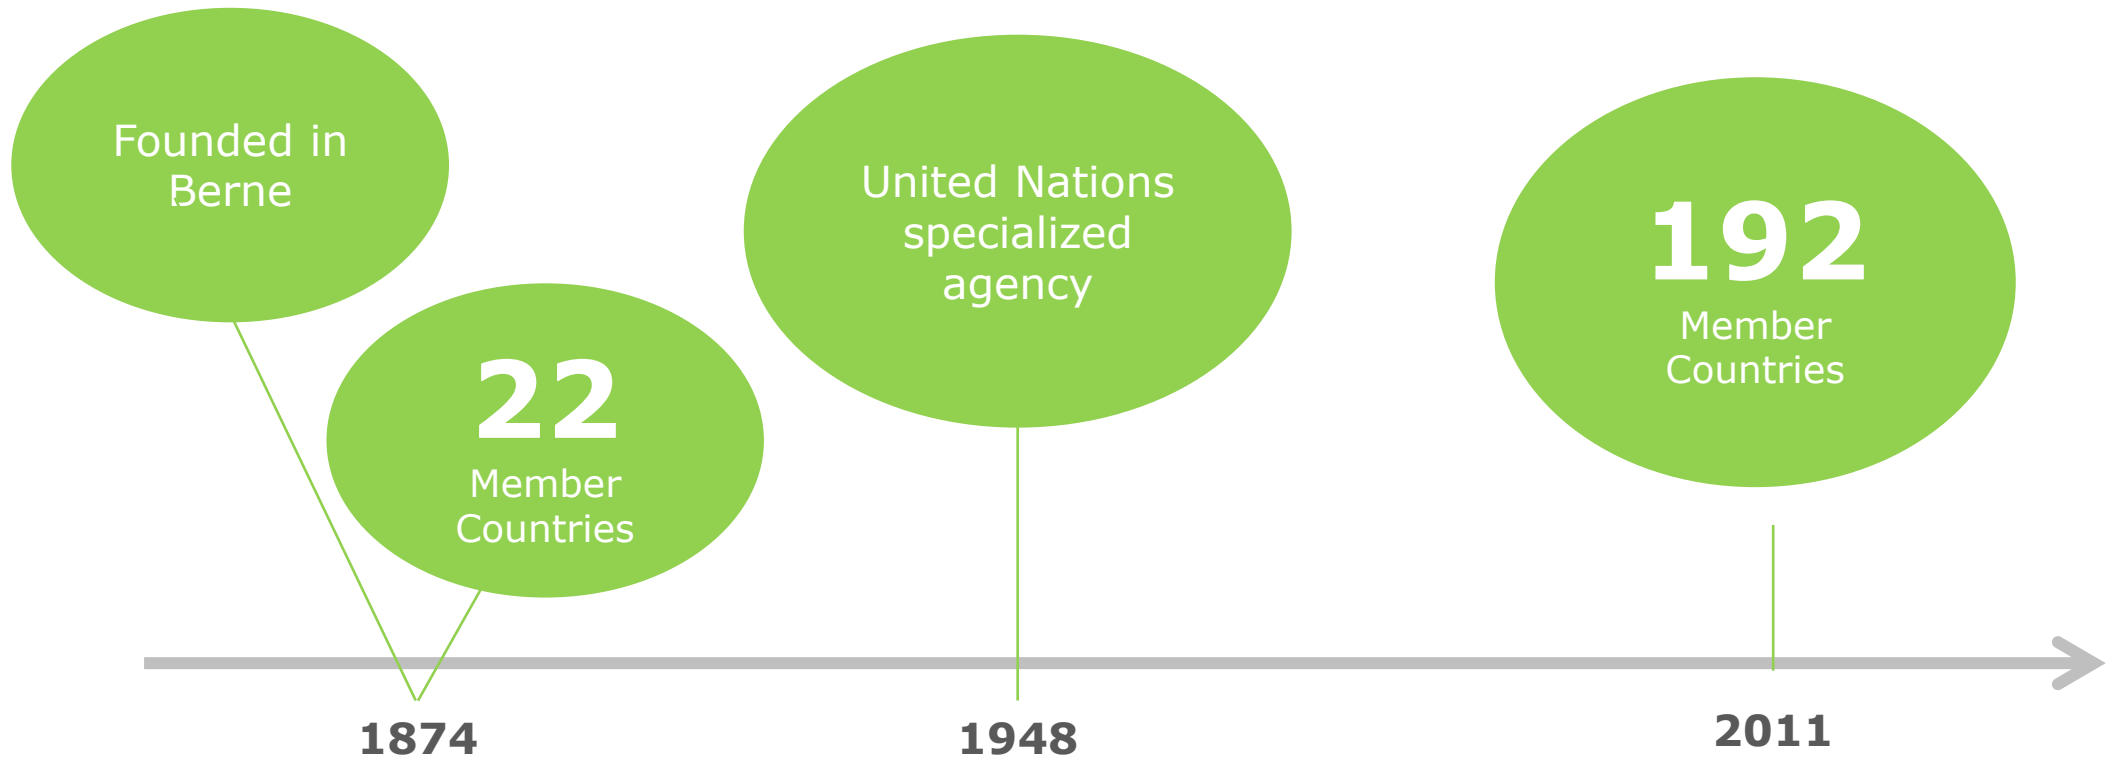 Founded in
Berne
22
Member
Countries
United Nations
specialized
agency
192
Member
Countries
1874
1948
2011